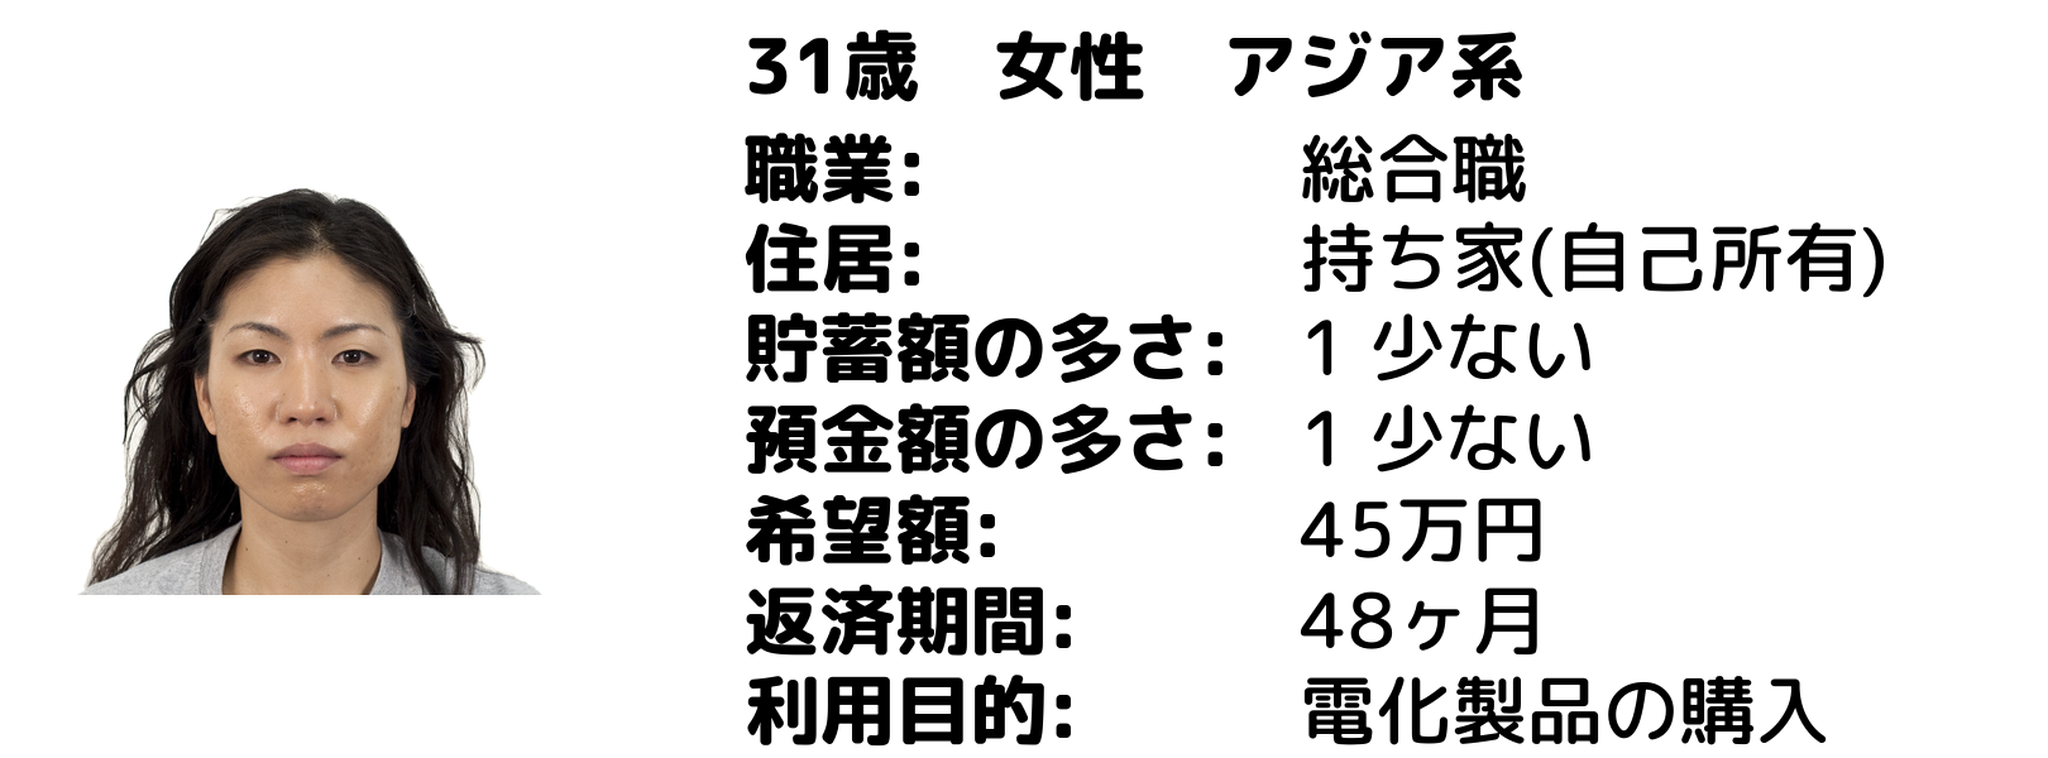 31歳　女性　アジア系
職業: 総合職
住居: 持ち家(自己所有)
貯蓄額の多さ: 1 少ない
預金額の多さ: 1 少ない
希望額: 45万円
返済期間: 48ヶ月
利用目的: 電化製品の購入